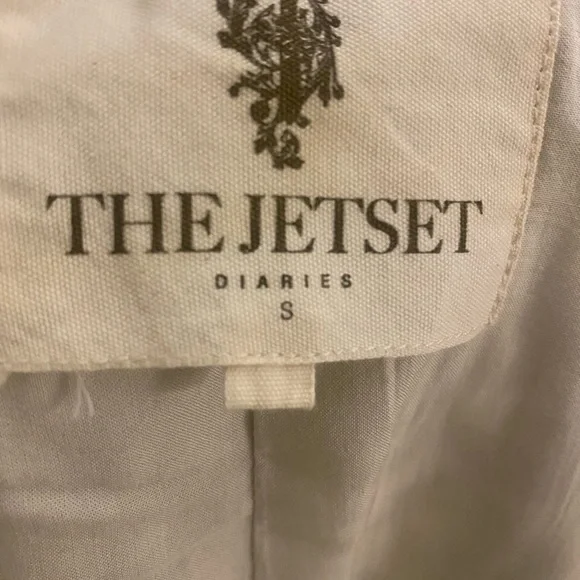 THE JETSET
DIARIES
S